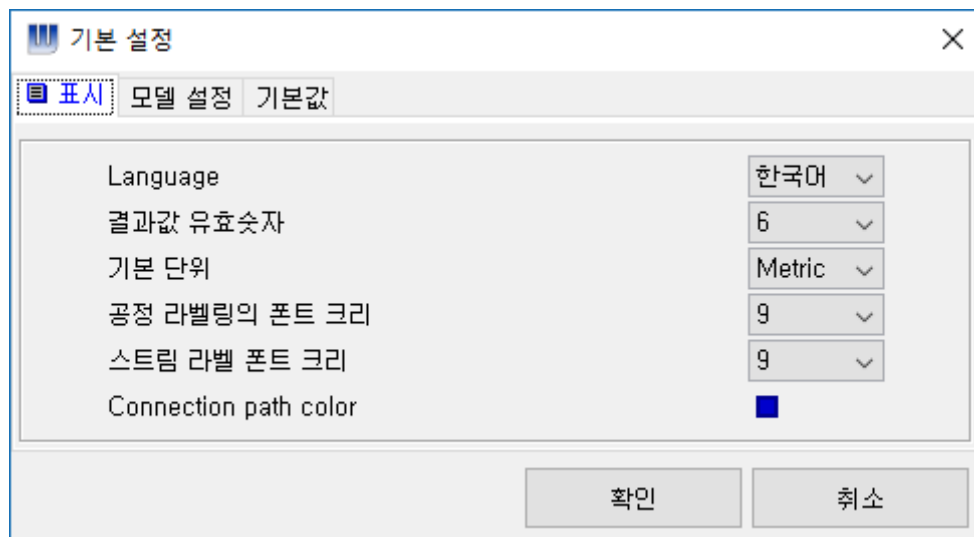 기본 설정
표시 모델 설정 기본값
Language 한국어
결과값 유효숫자 6
기본 단위 Metric
공정 라벨링의 폰트 크리 9
스트림 라벨 폰트 크리 9
Connection path color
확인 취소